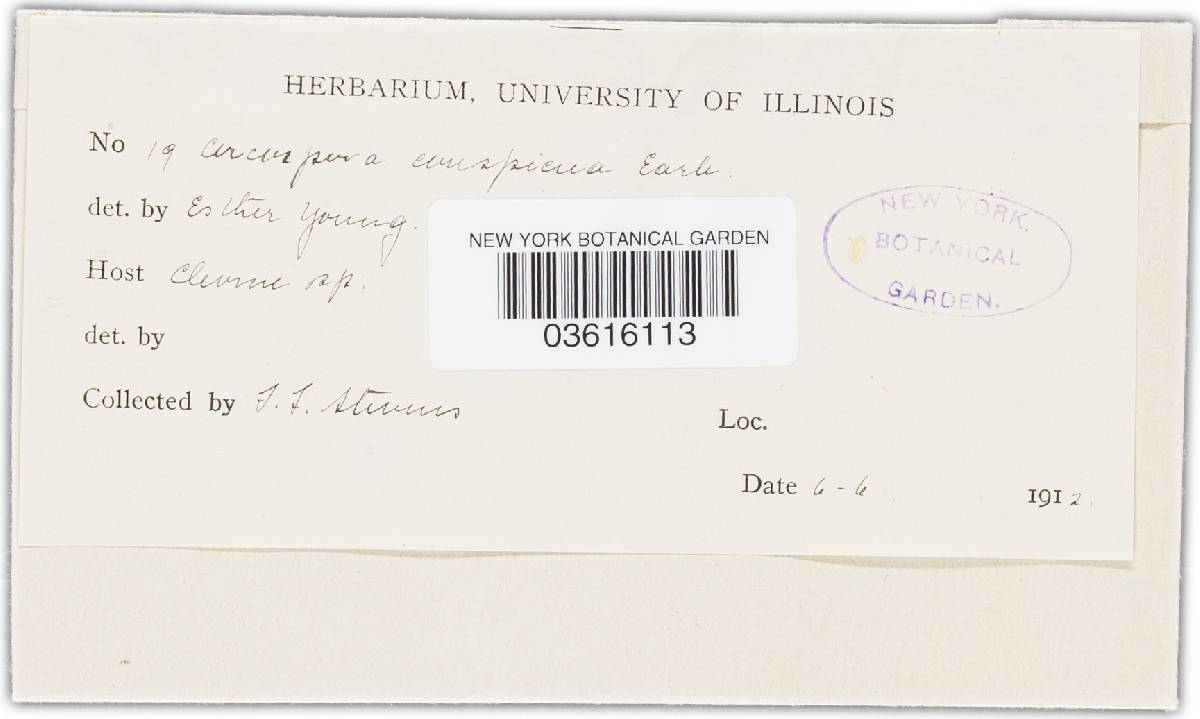 HERBARIUM, UNIVERSITY OF ILLINOIS
No 19 Cercospora conspicua Earle.
det. by Esther Young.
Host Cleome sp.
det. by
Collected by F. L. Stevens
Loc.
Date 6-6 1912.
NEW YORK BOTANICAL GARDEN
03616113
NEW YORK
BOTANICAL
GARDEN.